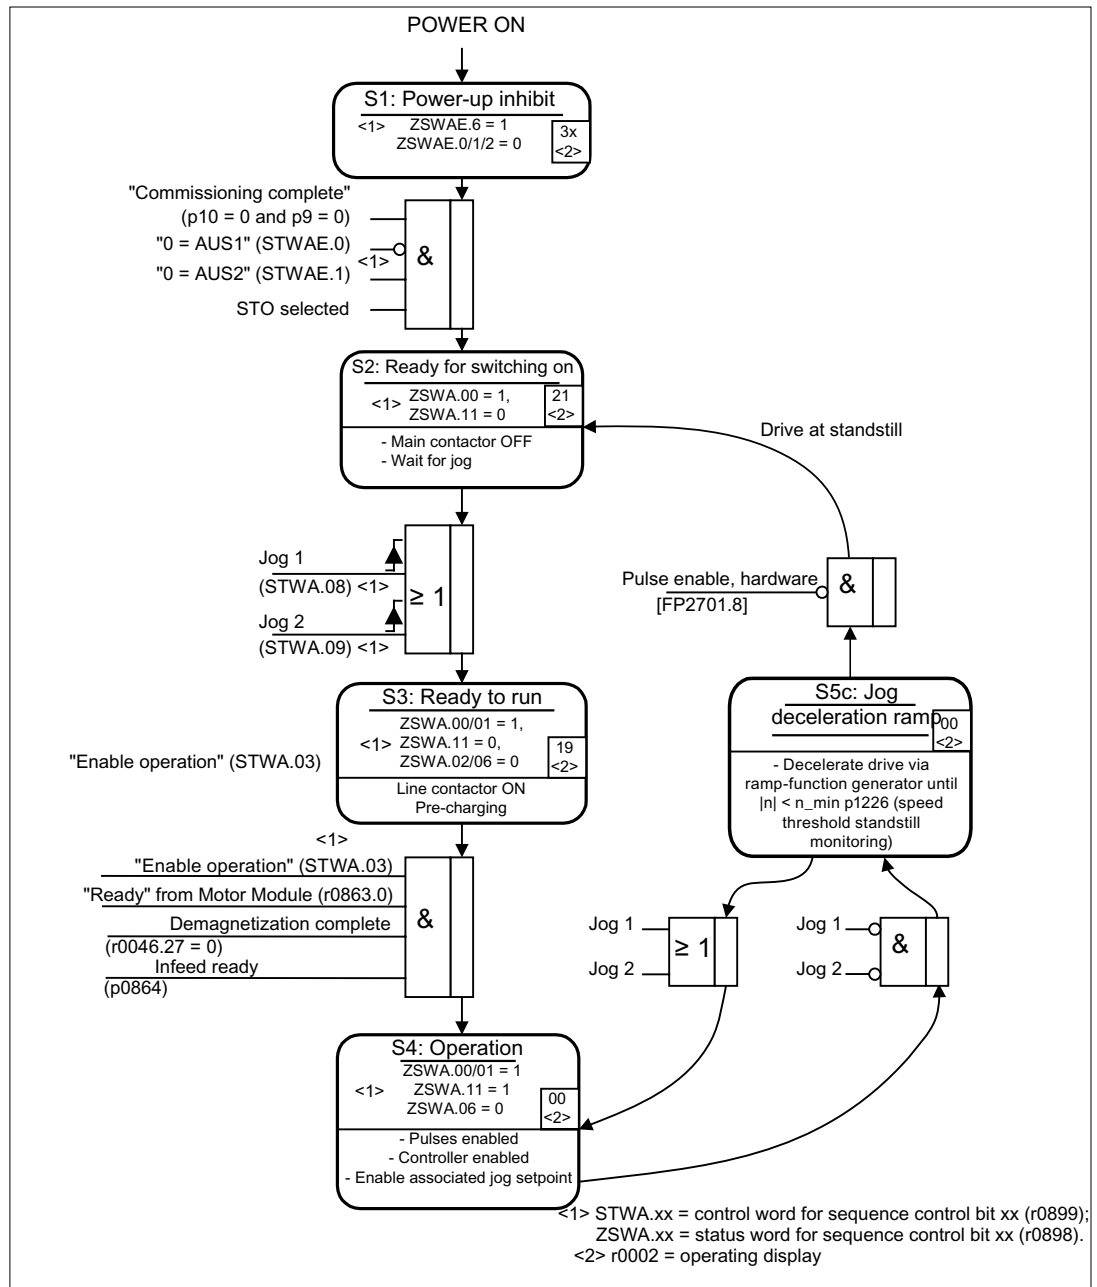 POWER ON
S1: Power-up inhibit
<1> ZSWAE.6 = 1
ZSWAE.0/1/2 = 0
3x
<2>
"Commissioning complete"
(p10 = 0 and p9 = 0)
"0 = AUS1" (STWAE.0)
<1>
"0 = AUS2" (STWAE.1)
STO selected
&
S2: Ready for switching on
<1> ZSWA.00 = 1,
ZSWA.11 = 0
21
<2>
- Main contactor OFF
- Wait for jog
Drive at standstill
Jog 1
(STWA.08) <1>
Jog 2
(STWA.09) <1>
≥ 1
Pulse enable, hardware
[FP2701.8]
&
S3: Ready to run
ZSWA.00/01 = 1,
<1> ZSWA.11 = 0,
ZSWA.02/06 = 0
19
<2>
Line contactor ON
Pre-charging
"Enable operation" (STWA.03)
S5c: Jog
deceleration ramp
00
<2>
- Decelerate drive via
ramp-function generator until
|n| < n_min p1226 (speed
threshold standstill
monitoring)
<1>
"Enable operation" (STWA.03)
"Ready" from Motor Module (r0863.0)
Demagnetization complete
(r0046.27 = 0)
Infeed ready
(p0864)
&
Jog 1
Jog 2
≥ 1
Jog 1
Jog 2
&
S4: Operation
ZSWA.00/01 = 1
<1> ZSWA.11 = 1
ZSWA.06 = 0
00
<2>
- Pulses enabled
- Controller enabled
- Enable associated jog setpoint
<1> STWA.xx = control word for sequence control bit xx (r0899);
ZSWA.xx = status word for sequence control bit xx (r0898).
<2> r0002 = operating display